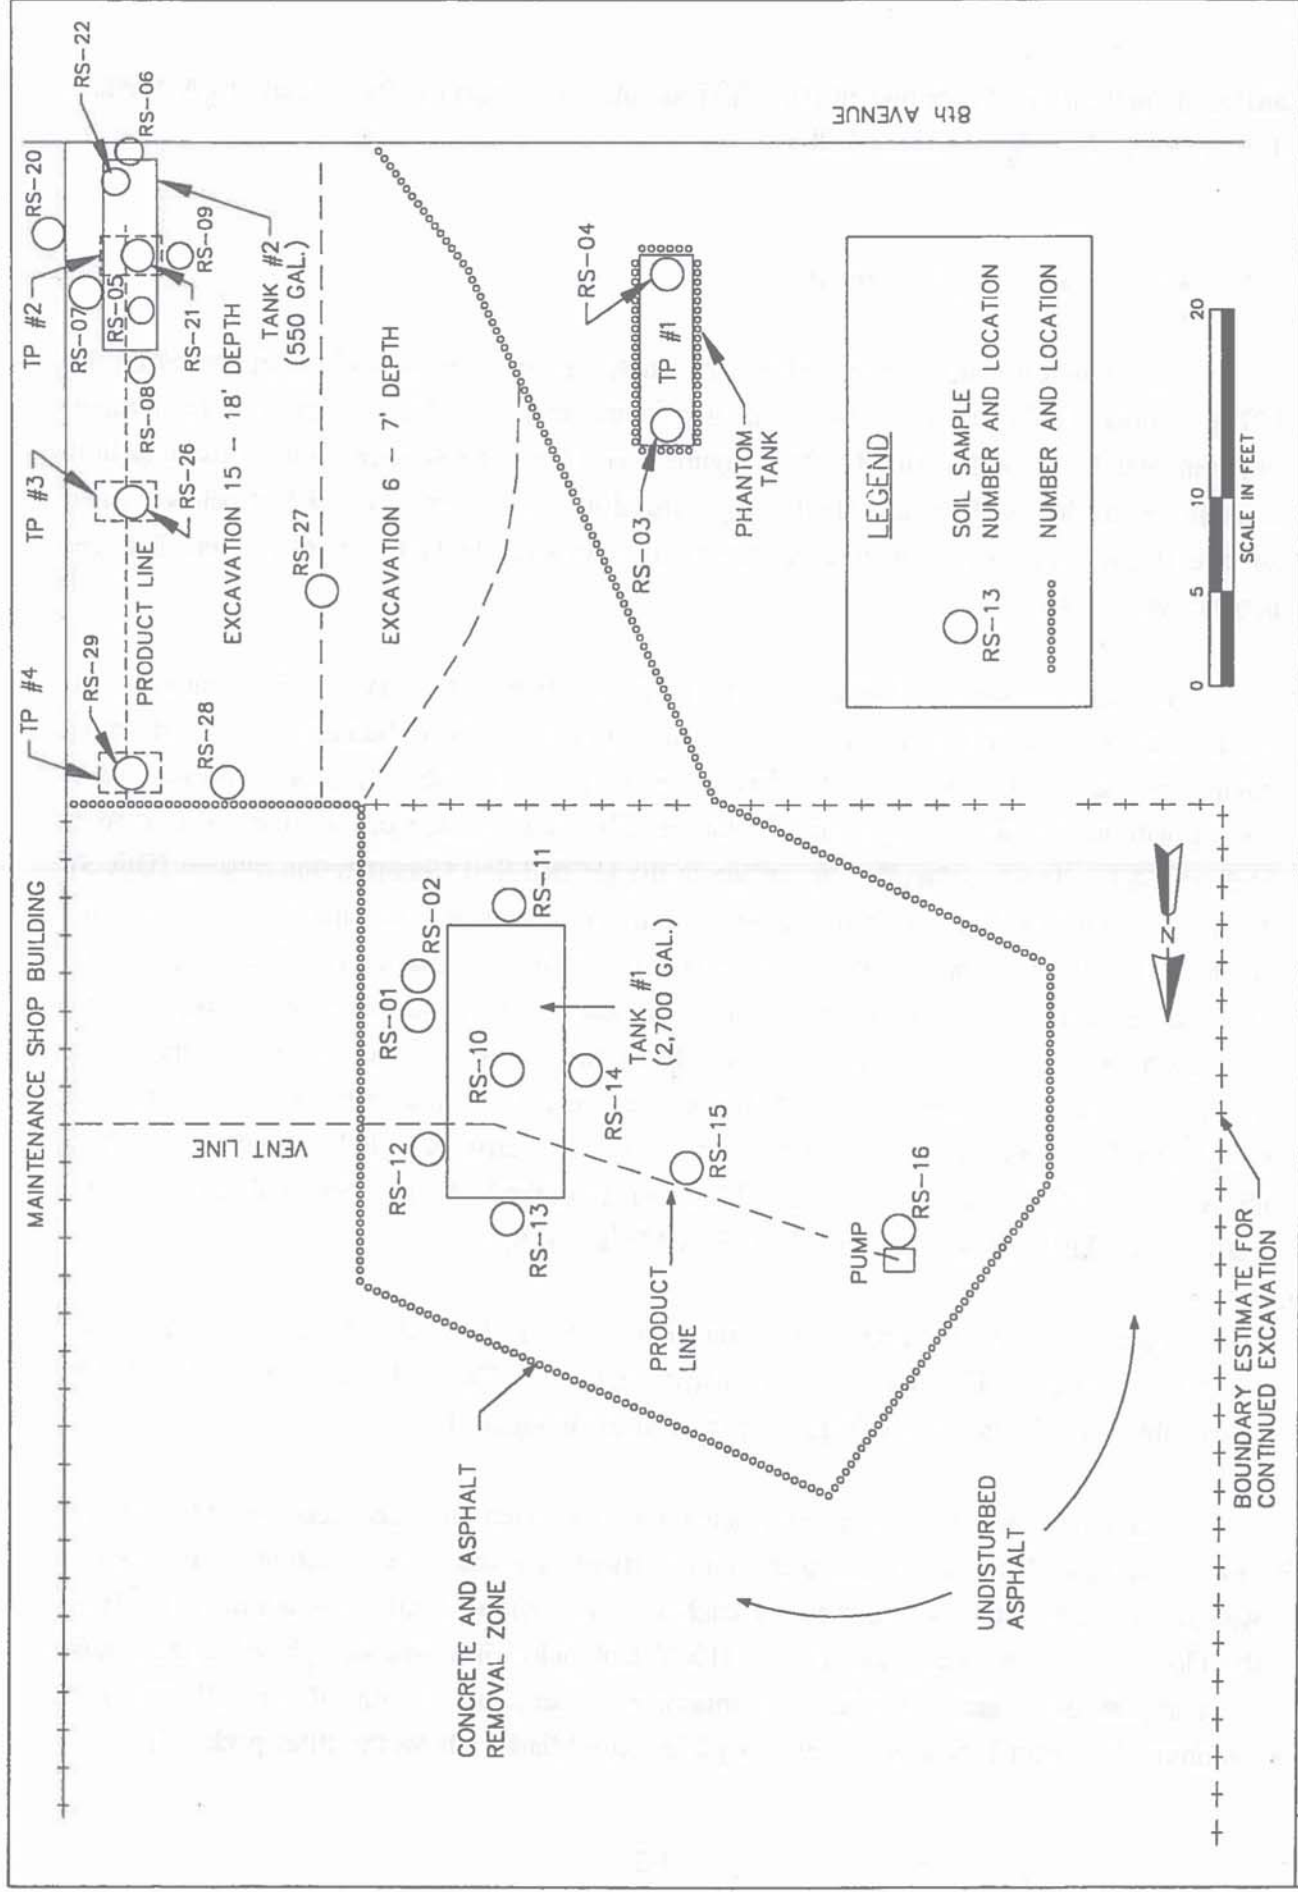 MAINTENANCE SHOP BUILDING
TP #4
RS-29
TP #3
TP #2
RS-20
RS-22
RS-06
RS-07
RS-05
RS-08
RS-26
RS-21
RS-09
PRODUCT LINE
RS-28
EXCAVATION 15 - 18' DEPTH
TANK #2
(550 GAL.)
RS-27
EXCAVATION 6 - 7' DEPTH
VENT LINE
RS-12
RS-01
RS-02
RS-11
RS-10
RS-13
RS-14
TANK #1
(2,700 GAL.)
RS-15
PRODUCT
LINE
PUMP
RS-16
RS-03
TP #1
RS-04
PHANTOM
TANK
8th AVENUE
CONCRETE AND ASPHALT
REMOVAL ZONE
UNDISTURBED
ASPHALT
LEGEND
RS-13
SOIL SAMPLE
NUMBER AND LOCATION
NUMBER AND LOCATION
N
0 5 10 20
SCALE IN FEET
BOUNDARY ESTIMATE FOR
CONTINUED EXCAVATION